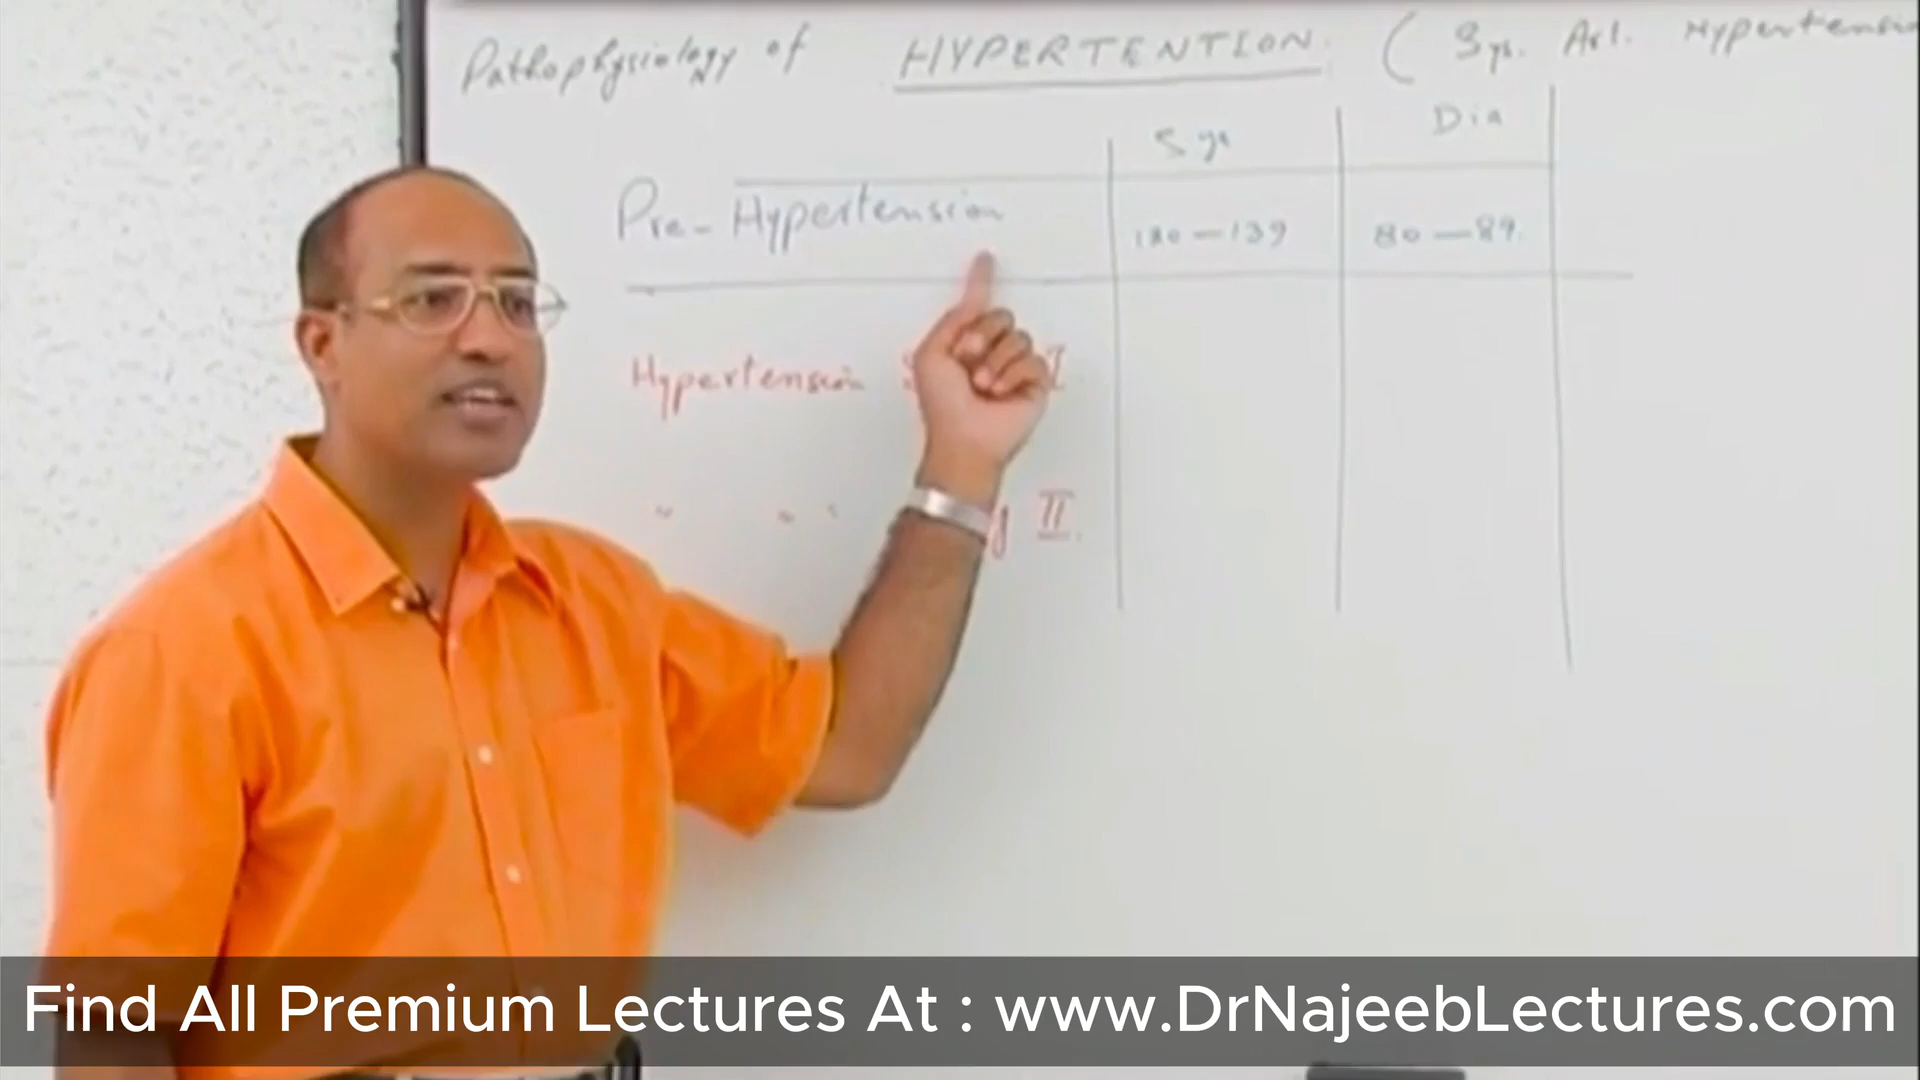 Pathophysiology of HYPERTENTION. ( Sys. Art. Hypertensio
Sys Dia
Pre-Hypertension 120—139 80—89
Hypertension I
" " " II.
Find All Premium Lectures At : www.DrNajeebLectures.com